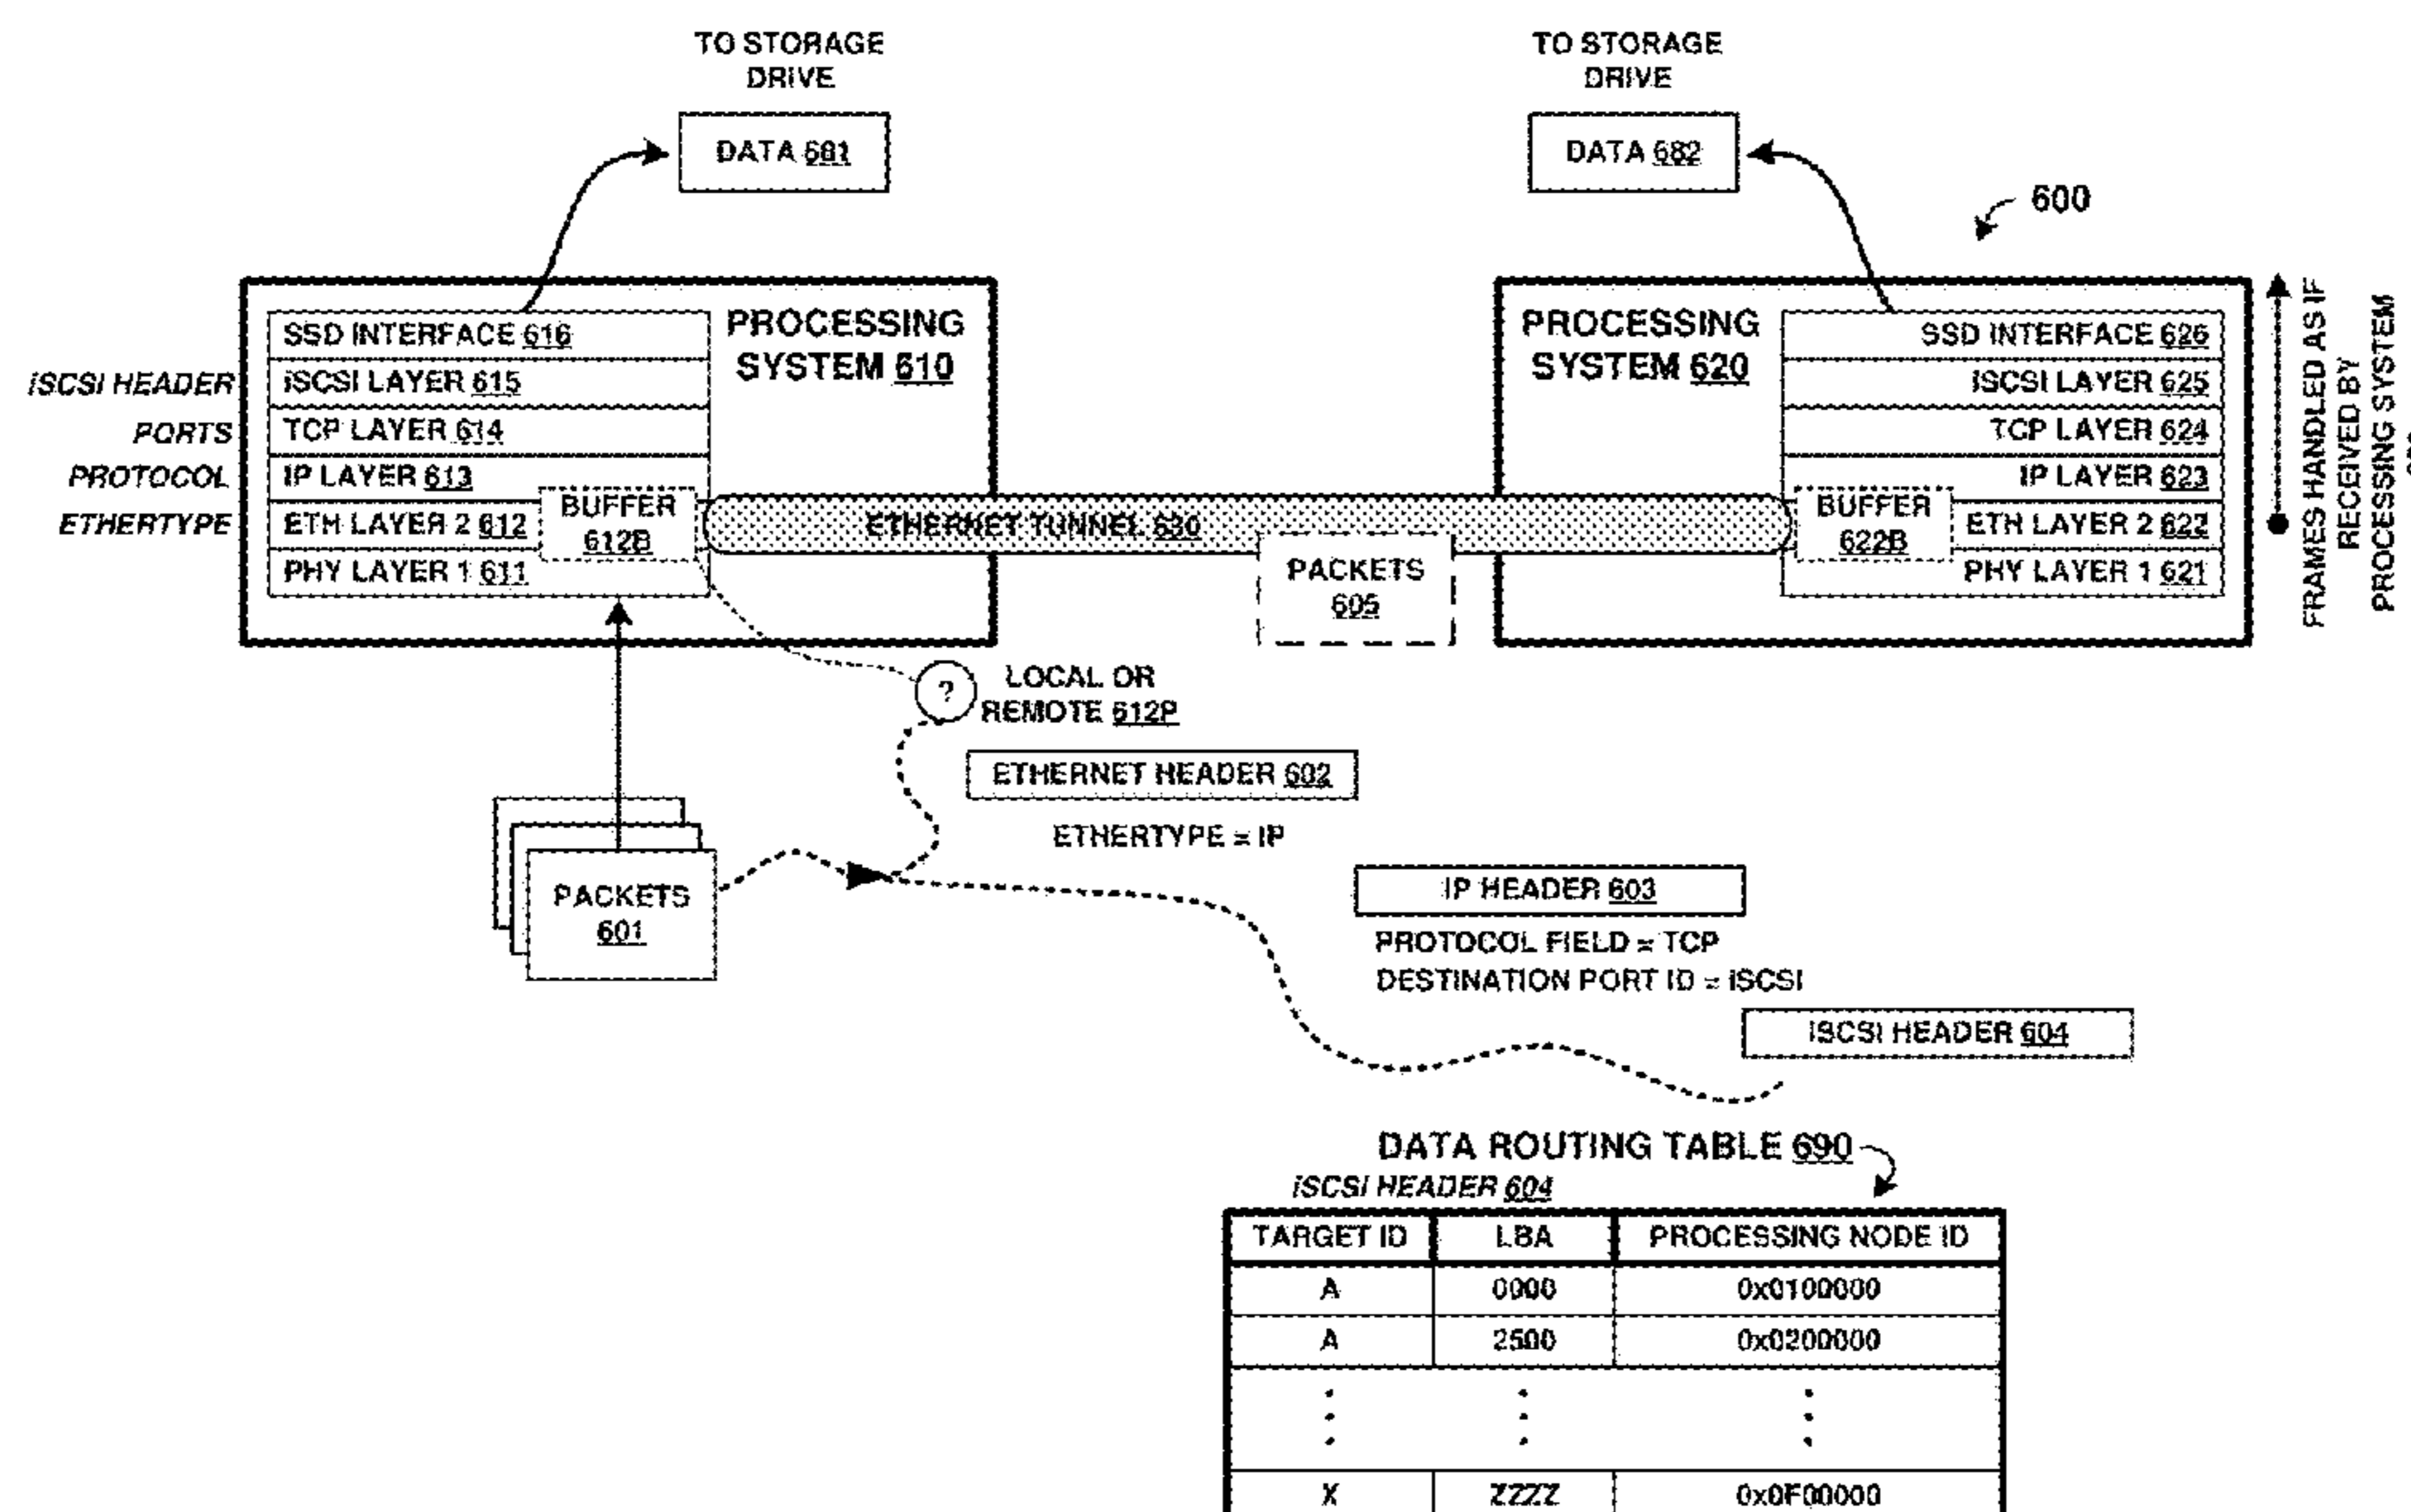 TO STORAGE
DRIVE
DATA 681
TO STORAGE
DRIVE
DATA 682
600
PROCESSING
SYSTEM 610
SSD INTERFACE 616
iSCSI LAYER 615
TCP LAYER 614
IP LAYER 613
ETH LAYER 2 612
PHY LAYER 1 611
BUFFER
612B
iSCSI HEADER
PORTS
PROTOCOL
ETHERTYPE
ETHERNET TUNNEL 630
PACKETS
605
PROCESSING
SYSTEM 620
SSD INTERFACE 626
iSCSI LAYER 625
TCP LAYER 624
IP LAYER 623
ETH LAYER 2 622
PHY LAYER 1 621
BUFFER
622B
FRAMES HANDLED AS IF
RECEIVED BY
PROCESSING SYSTEM
LOCAL OR
REMOTE 612P
?
ETHERNET HEADER 602
ETHERTYPE = IP
PACKETS
601
IP HEADER 603
PROTOCOL FIELD = TCP
DESTINATION PORT ID = iSCSI
iSCSI HEADER 604
DATA ROUTING TABLE 690
iSCSI HEADER 604
TARGET ID LBA PROCESSING NODE ID
A 0000 0x0100000
A 2500 0x0200000
X ZZZZ 0x0F00000